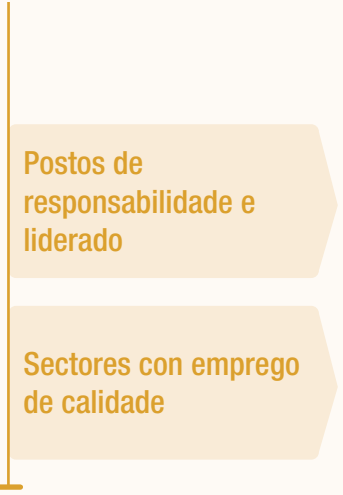 Postos de
responsabilidade e
liderado
Sectores con emprego
de calidade